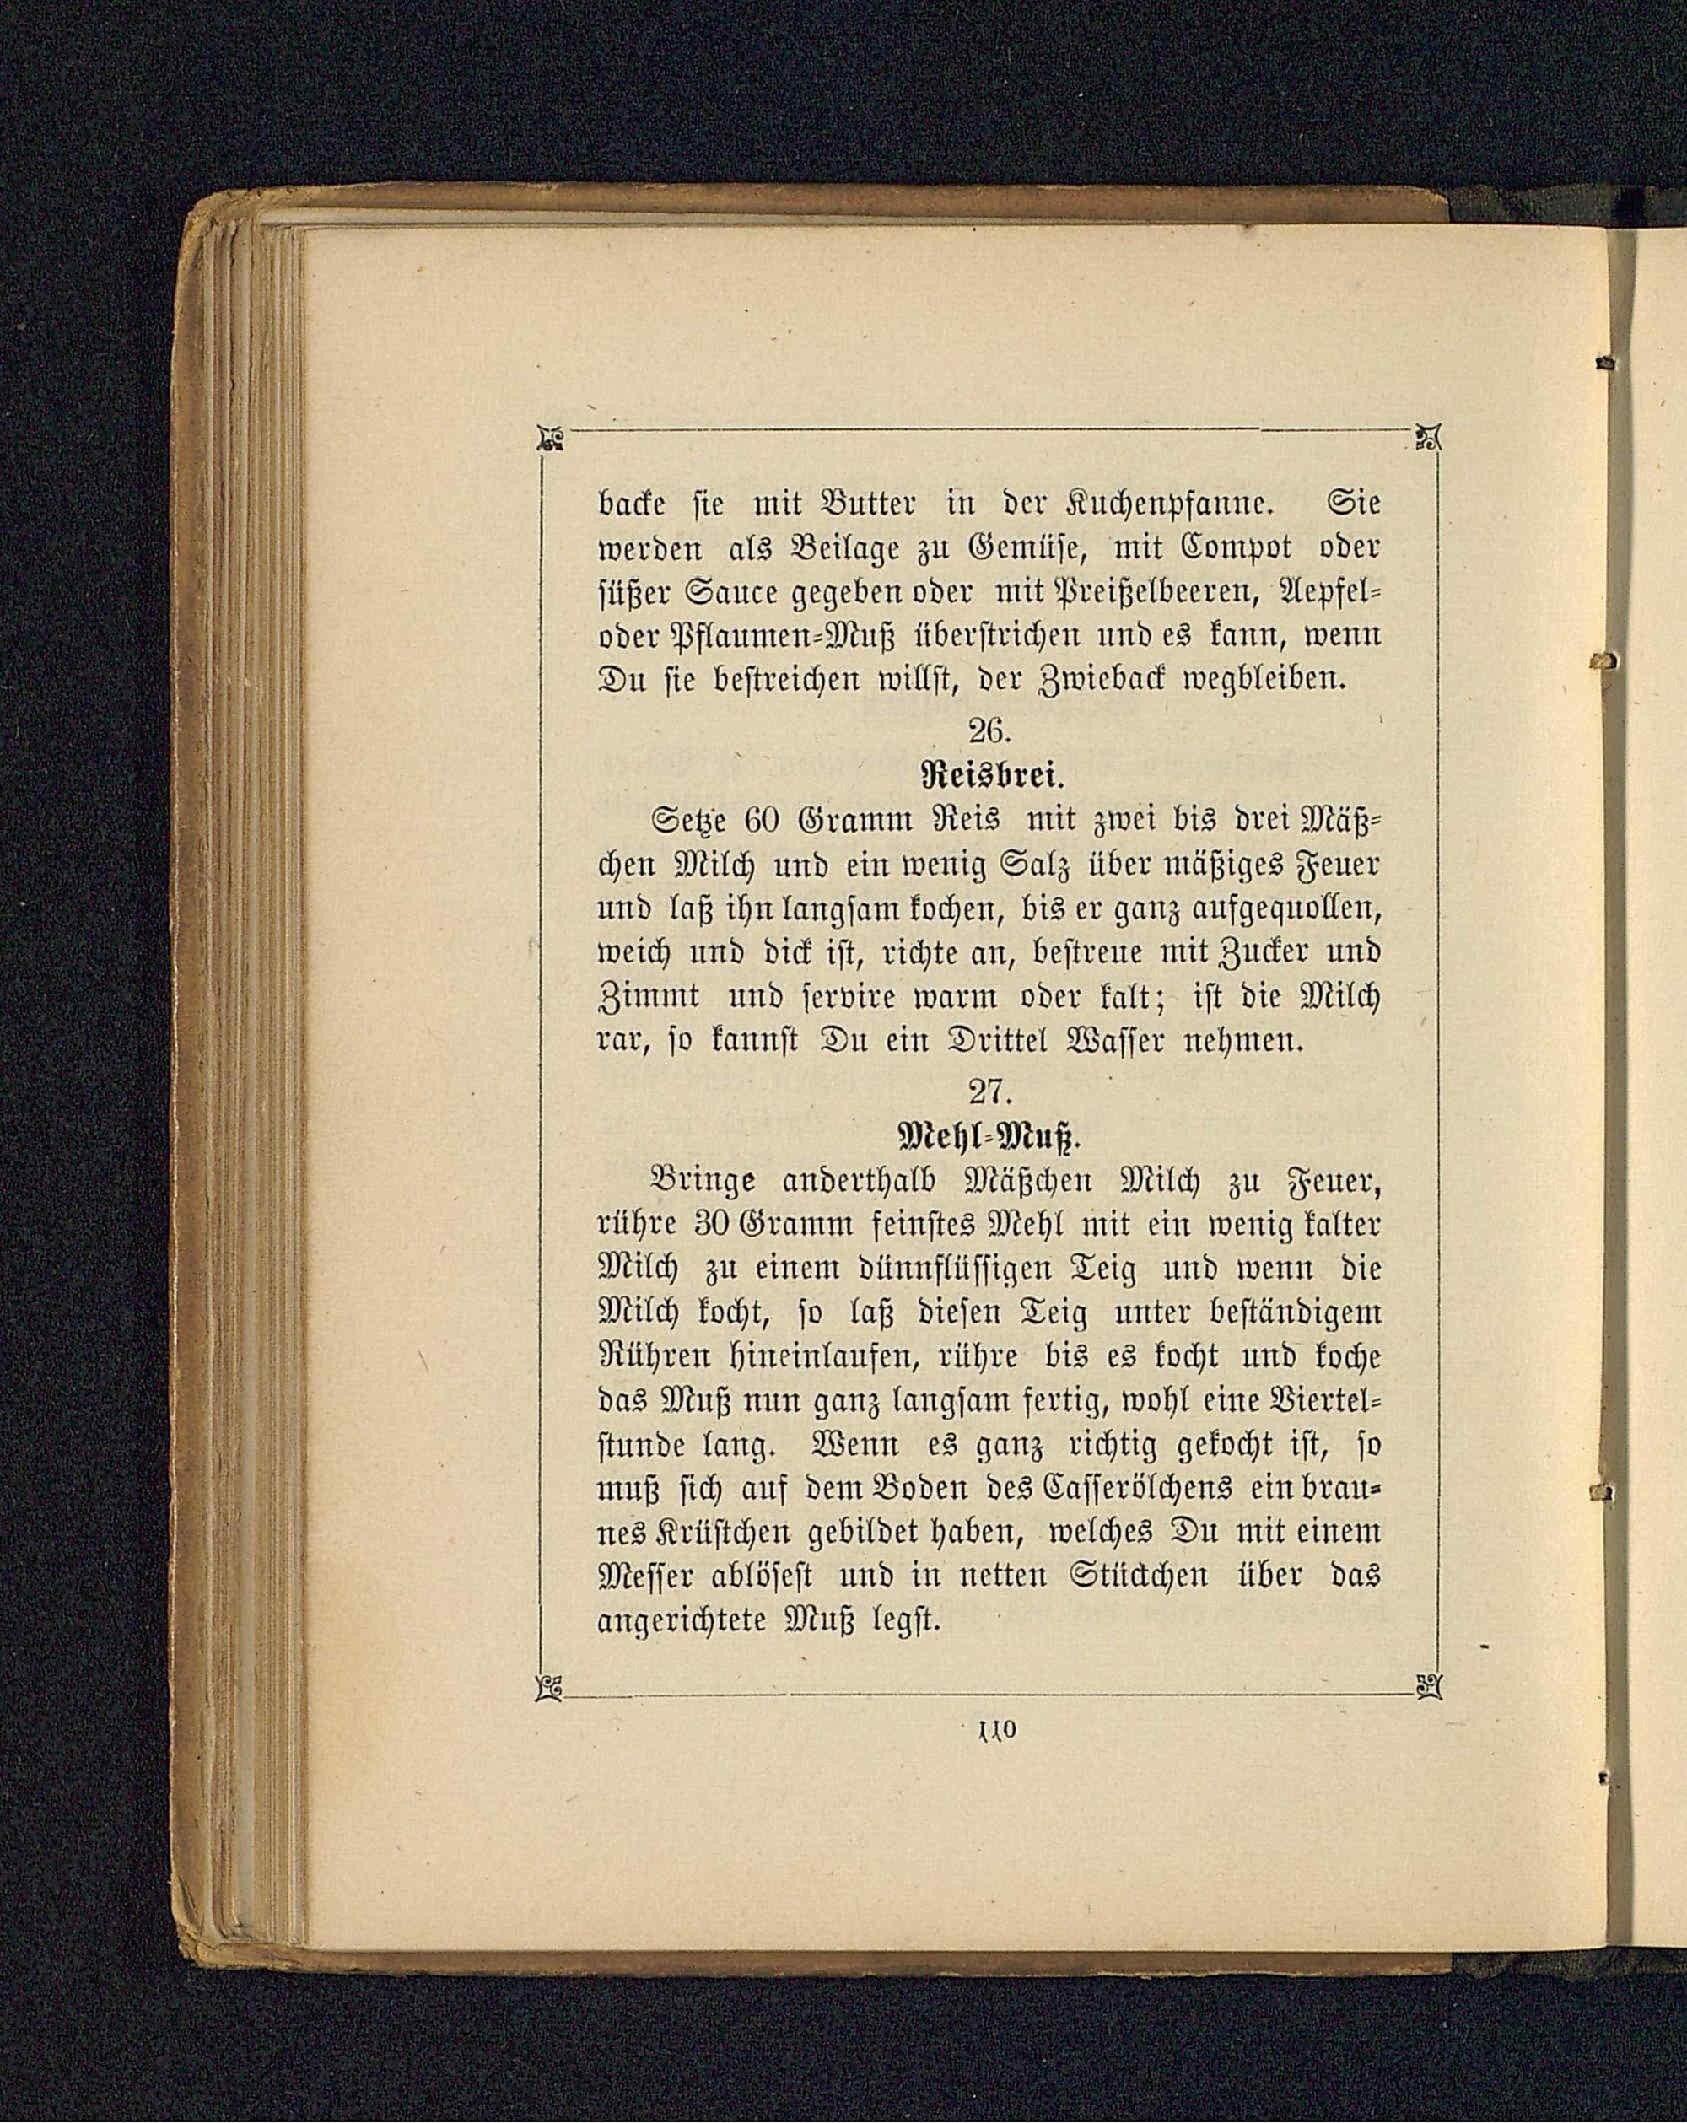 backe sie mit Butter in der Kuchenpfanne. Sie
werden als Beilage zu Gemüse, mit Compot oder
süßer Sauce gegeben oder mit Preißelbeeren, Aepfel-
oder Pflaumen-Muß überstrichen und es kann, wenn
Du sie bestreichen willst, der Zwieback wegbleiben.
26.
Reisbrei.
Setze 60 Gramm Reis mit zwei bis drei Mäß-
chen Milch und ein wenig Salz über mäßiges Feuer
und laß ihn langsam kochen, bis er ganz aufgequollen,
weich und dick ist, richte an, bestreue mit Zucker und
Zimmt und servire warm oder kalt; ist die Milch
rar, so kannst Du ein Drittel Wasser nehmen.
27.
Mehl-Muß.
Bringe anderthalb Mäßchen Milch zu Feuer,
rühre 30 Gramm feinstes Mehl mit ein wenig kalter
Milch zu einem dünnflüssigen Teig und wenn die
Milch kocht, so laß diesen Teig unter beständigem
Rühren hineinlaufen, rühre bis es kocht und koche
das Muß nun ganz langsam fertig, wohl eine Viertel-
stunde lang. Wenn es ganz richtig gekocht ist, so
muß sich auf dem Boden des Casserölchens ein brau-
nes Krüstchen gebildet haben, welches Du mit einem
Messer ablösest und in netten Stückchen über das
angerichtete Muß legst.
110